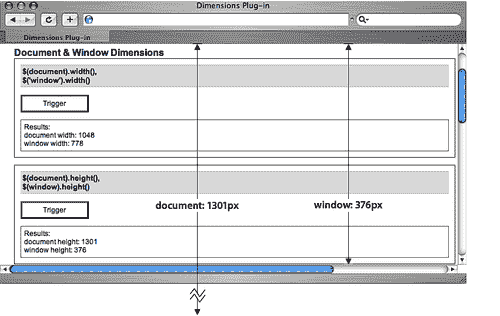 Dimensions Plug-in
Dimensions Plug-in
Document & Window Dimensions
$(document).width(),
$('window').width()
Trigger
Results:
document width: 1048
window width: 778
$(document).height(),
$(window).height()
Trigger
document: 1301px
window: 376px
Results:
document height: 1301
window height: 376